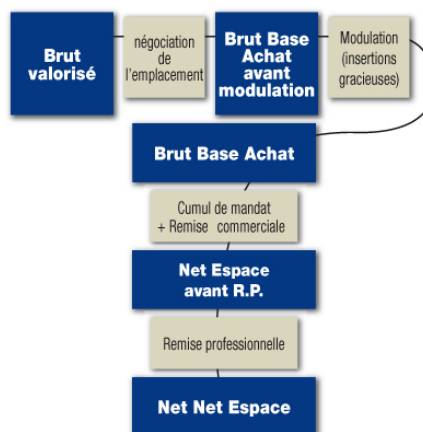 Brut
valorisé
négociation
de
l'emplacement
Brut Base
Achat
avant
modulation
Modulation
(insertions
gracieuses)
Brut Base Achat
Cumul de mandat
+ Remise commerciale
Net Espace
avant R.P.
Remise professionnelle
Net Net Espace